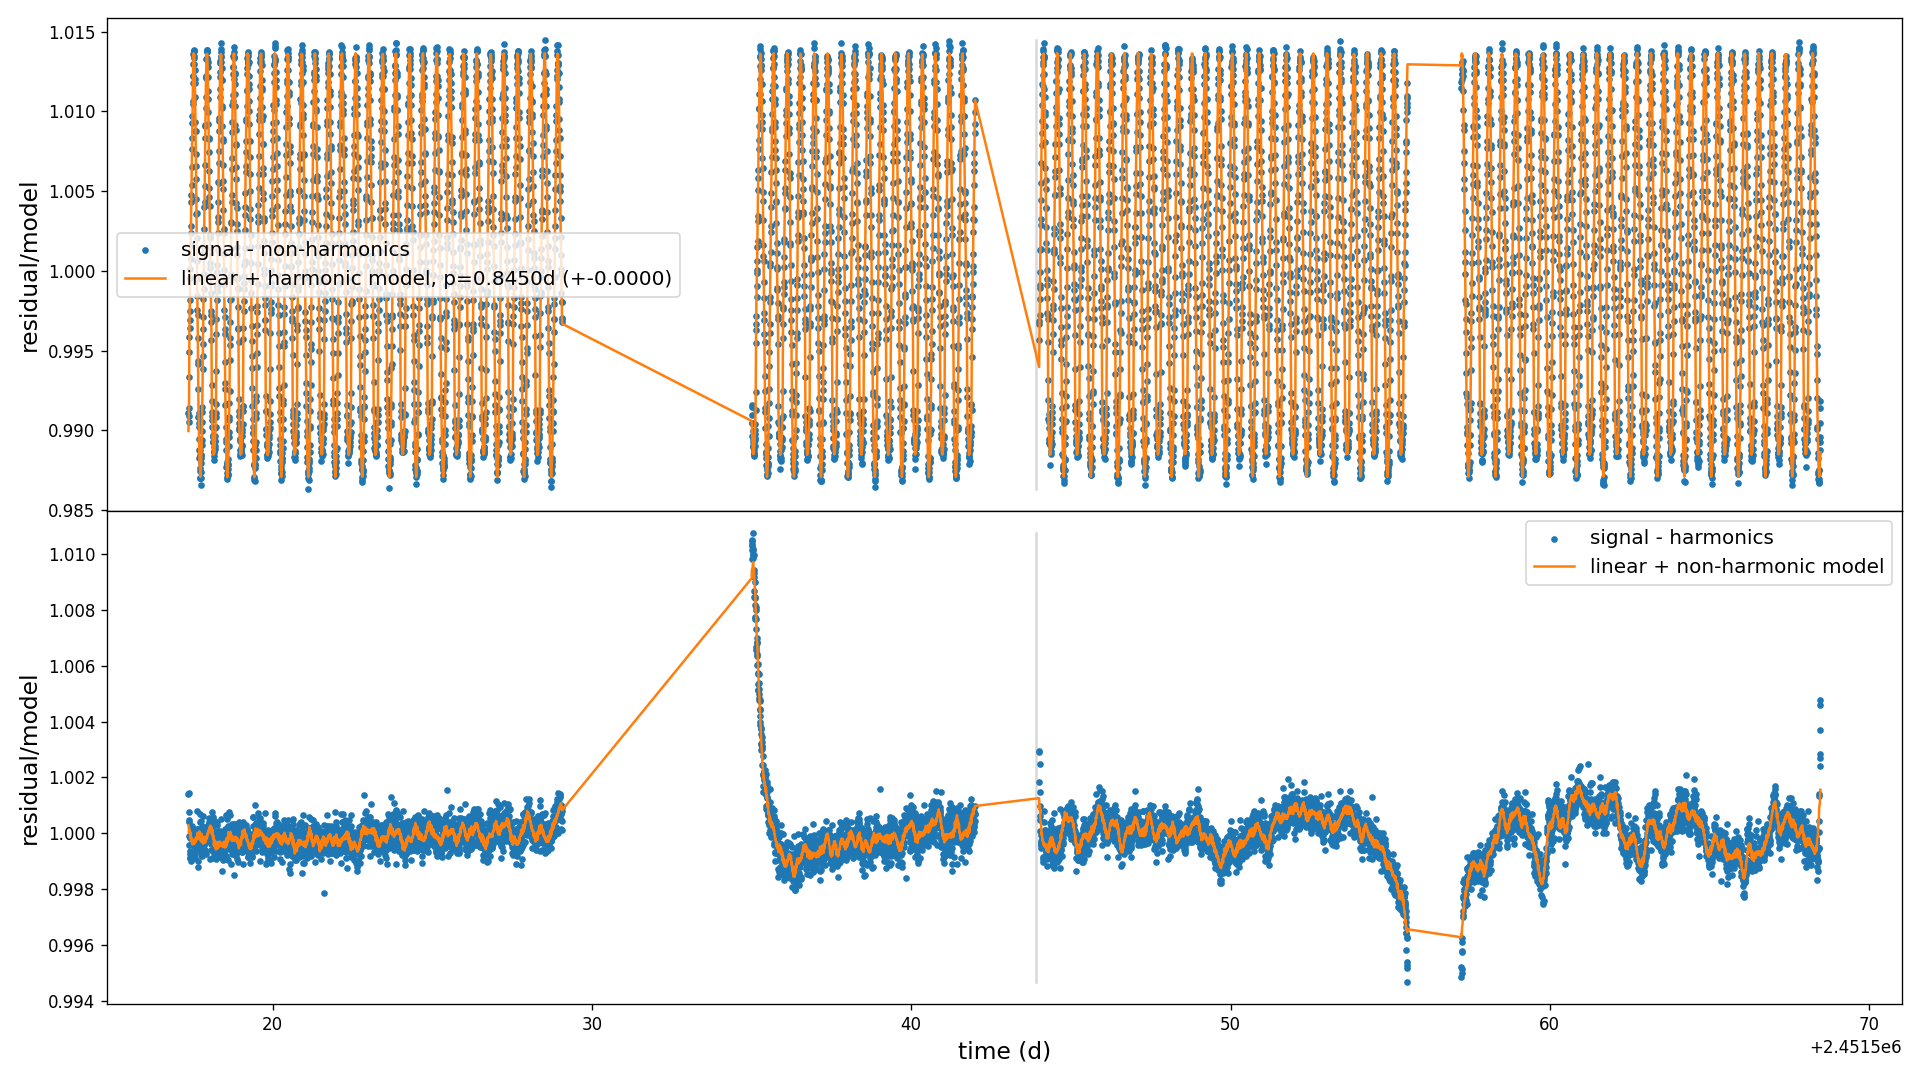 1.015
1.010
1.005
1.000
0.995
0.990
0.985
residual/model
signal - non-harmonics
linear + harmonic model, p=0.8450d (+-0.0000)
1.010
1.008
1.006
1.004
1.002
1.000
0.998
0.996
0.994
residual/model
signal - harmonics
linear + non-harmonic model
20 30 40 50 60 70
time (d)
+2.4515e6